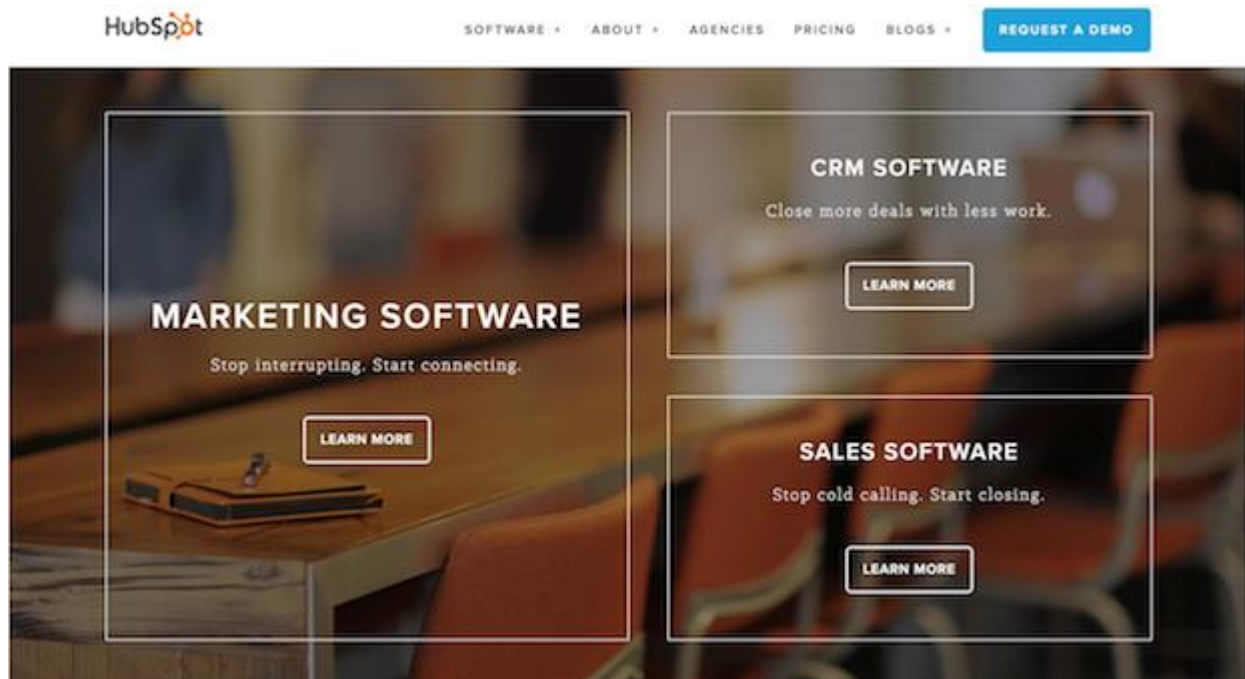 HubSpot
SOFTWARE +
ABOUT +
AGENCIES
PRICING
BLOGS +
REQUEST A DEMO
MARKETING SOFTWARE
Stop interrupting. Start connecting.
LEARN MORE
CRM SOFTWARE
Close more deals with less work.
LEARN MORE
SALES SOFTWARE
Stop cold calling. Start closing.
LEARN MORE